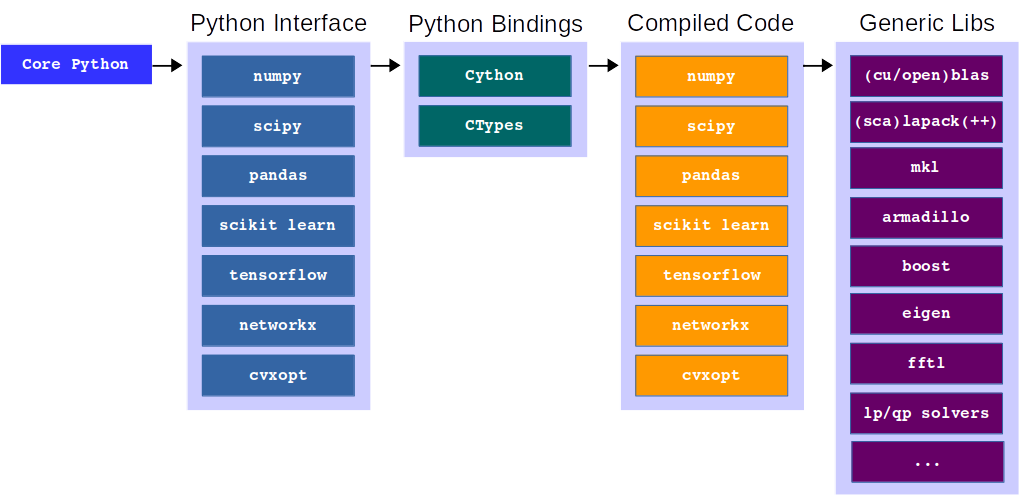 Python Interface
Python Bindings
Compiled Code
Generic Libs
Core Python
numpy
scipy
pandas
scikit learn
tensorflow
networkx
cvxopt
Cython
CTypes
numpy
scipy
pandas
scikit learn
tensorflow
networkx
cvxopt
(cu/open)blas
(sca)lapack(++)
mkl
armadillo
boost
eigen
fftl
lp/qp solvers
...